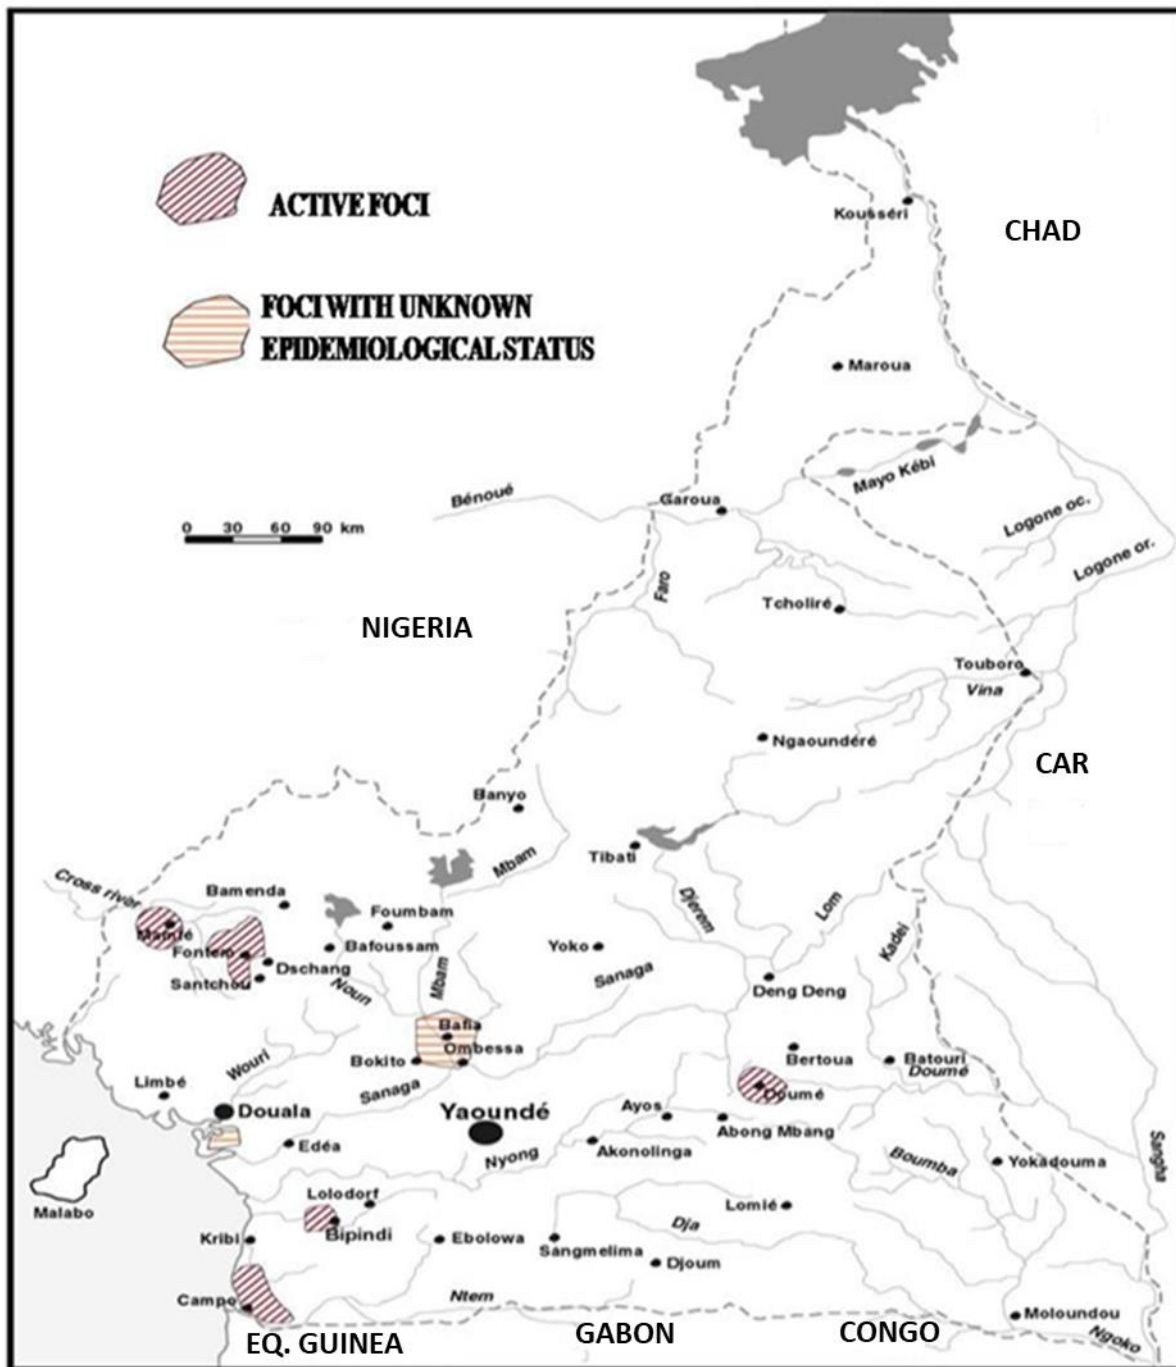 ACTIVE FOCI
Kousséri
CHAD
FOCI WITH UNKNOWN
EPIDEMIOLOGICAL STATUS
Maroua
Mayo Kébi
Bénoué
Garoua
Logone oc.
0 30 60 90 km
Logone or.
Faro
Tcholiré
NIGERIA
Touboro
Vina
Ngaoundéré
CAR
Banyo
Tibati
Mbam
Cross river
Bamenda
Djerem
Lom
Foumbam
Mamfé
Kadei
Fontem
Bafoussam
Yoko
Dschang
Santchou
Noun
Mbam
Sanaga
Deng Deng
Bafia
Ombessa
Bokito
Bertoua
Batouri
Doumé
Wouri
Limbé
Sanaga
Doumé
Douala
Yaoundé
Ayos
Abong Mbang
Edéa
Nyong
Akonolinga
Boumba
Yokadouma
Sangha
Malabo
Lolodorf
Lomié
Kribi
Bipindi
Ebolowa
Sangmelima
Dja
Djoum
Campo
Ntem
Moloundou
Ngoko
EQ. GUINEA
GABON
CONGO